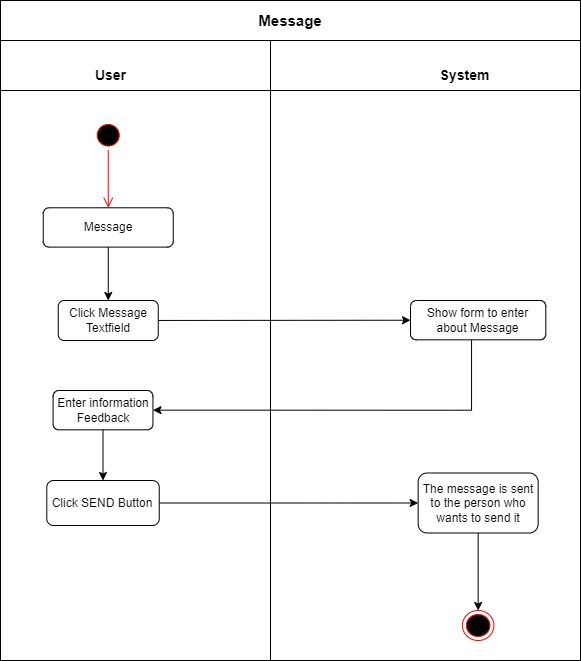 Message
User
System
Message
Click Message
Textfield
Show form to enter
about Message
Enter information
Feedback
Click SEND Button
The message is sent
to the person who
wants to send it